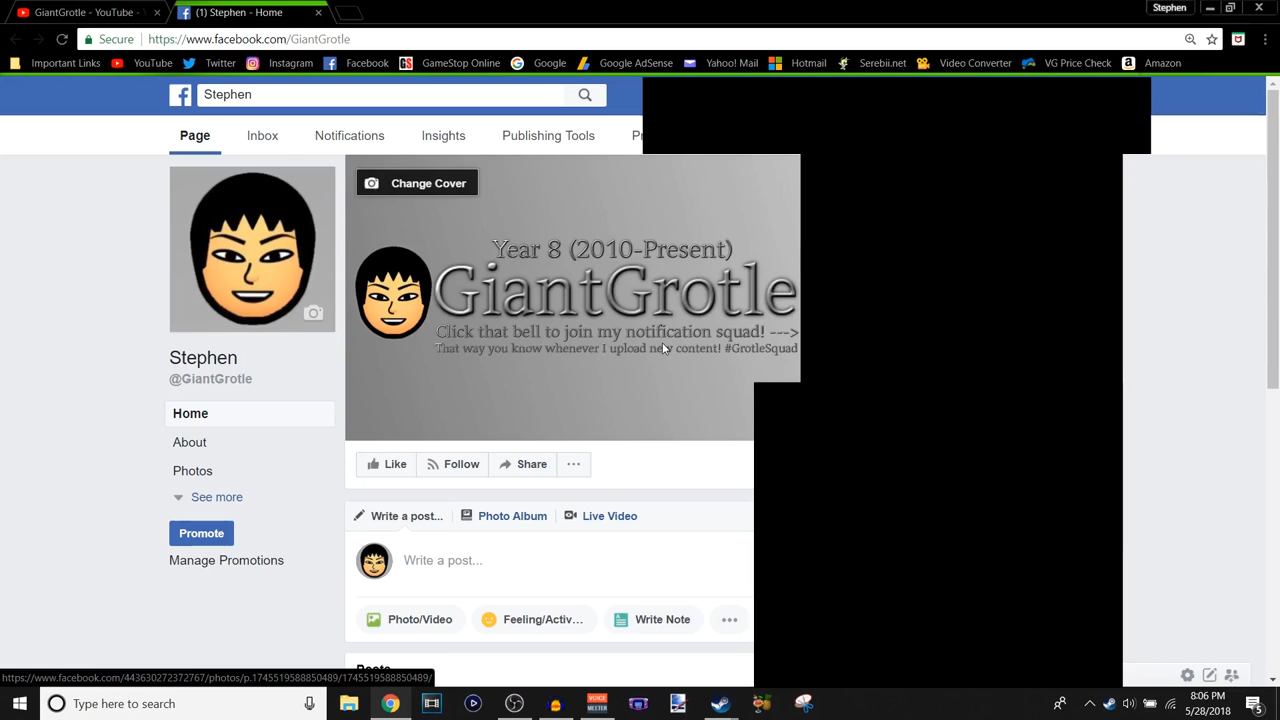 GiantGrotle - YouTube -
(1) Stephen - Home
Stephen
Secure
https://www.facebook.com/GiantGrotle
Important Links
YouTube
Twitter
Instagram
Facebook
GameStop Online
Google
Google AdSense
Yahoo! Mail
Hotmail
Serebii.net
Video Converter
VG Price Check
Amazon
Stephen
Page
Inbox
Notifications
Insights
Publishing Tools
Change Cover
Year 8 (2010-Present)
GiantGrotle
Click that bell to join my notification squad! --->
That way you know whenever I upload new content! #GrotleSquad
Stephen
@GiantGrotle
Home
About
Photos
See more
Promote
Manage Promotions
Like
Follow
Share
Write a post...
Photo Album
Live Video
Write a post...
Photo/Video
Feeling/Activ...
Write Note
Posts
https://www.facebook.com/443630272372767/photos/p.1745519588850489/1745519588850489/
Type here to search
VOICE
MEETER
8:06 PM
5/28/2018
5